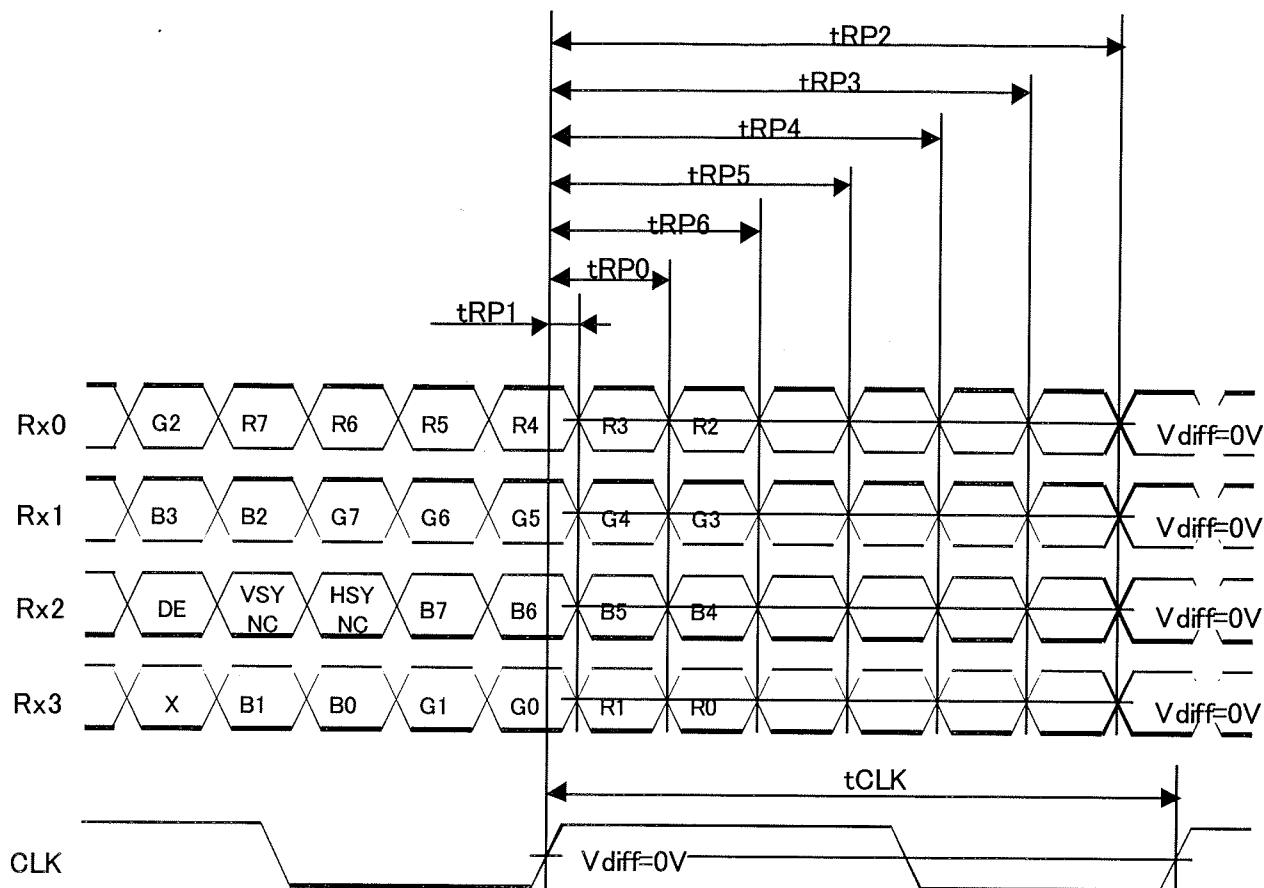 tRP2
tRP3
tRP4
tRP5
tRP6
tRP0
tRP1
Rx0 G2 R7 R6 R5 R4 R3 R2 Vdiff=0V
Rx1 B3 B2 G7 G6 G5 G4 G3 Vdiff=0V
Rx2 DE VSY NC HSY NC B7 B6 B5 B4 Vdiff=0V
Rx3 X B1 B0 G1 G0 R1 R0 Vdiff=0V
tCLK
CLK Vdiff=0V